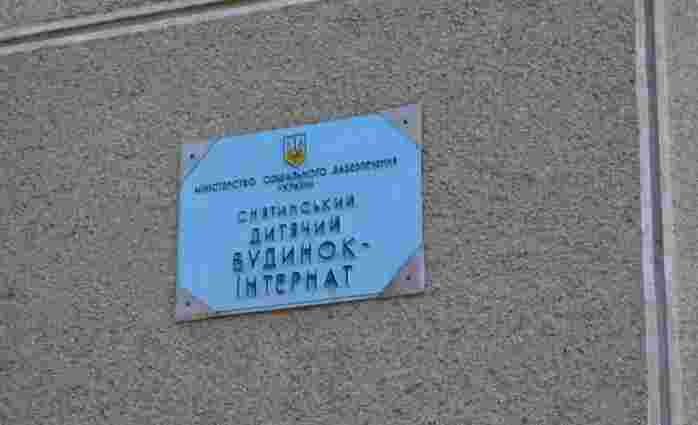 МІНІСТЕРСТВО СОЦІАЛЬНОГО ЗАБЕЗПЕЧЕННЯ
УКРАЇНИ
СНЯТИНСЬКИЙ
ДИТЯЧИЙ
БУДИНОК-
ІНТЕРНАТ